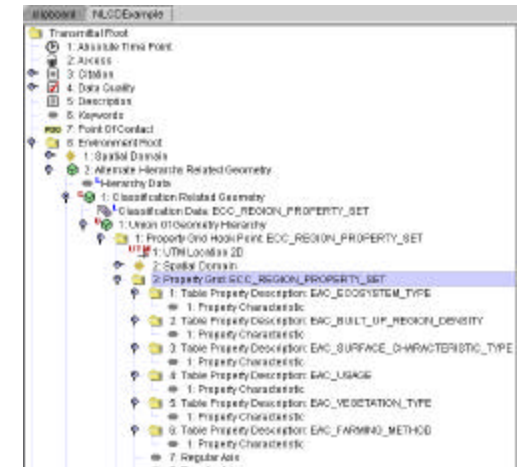 clipboard NLCDExample
Transmittal Root
1: Absolute Time Point
2: Access
3: Citation
4: Data Quality
5: Description
6: Keywords
POC 7: Point Of Contact
8: Environment Root
1: Spatial Domain
2: Alternate Hierarchy Related Geometry
Hierarchy Data
1: Classification Related Geometry
Classification Data: ECC_REGION_PROPERTY_SET
1: Union Of Geometry Hierarchy
1: Property Grid Hook Point: ECC_REGION_PROPERTY_SET
UTM 1: UTM Location 2D
2: Spatial Domain
3: Property Grid: ECC_REGION_PROPERTY_SET
1: Table Property Description: EAC_ECOSYSTEM_TYPE
1: Property Characteristic
2: Table Property Description: EAC_BUILT_UP_REGION_DENSITY
1: Property Characteristic
3: Table Property Description: EAC_SURFACE_CHARACTERISTIC_TYPE
1: Property Characteristic
4: Table Property Description: EAC_USAGE
1: Property Characteristic
5: Table Property Description: EAC_VEGETATION_TYPE
1: Property Characteristic
6: Table Property Description: EAC_FARMING_METHOD
1: Property Characteristic
7: Regular Axis